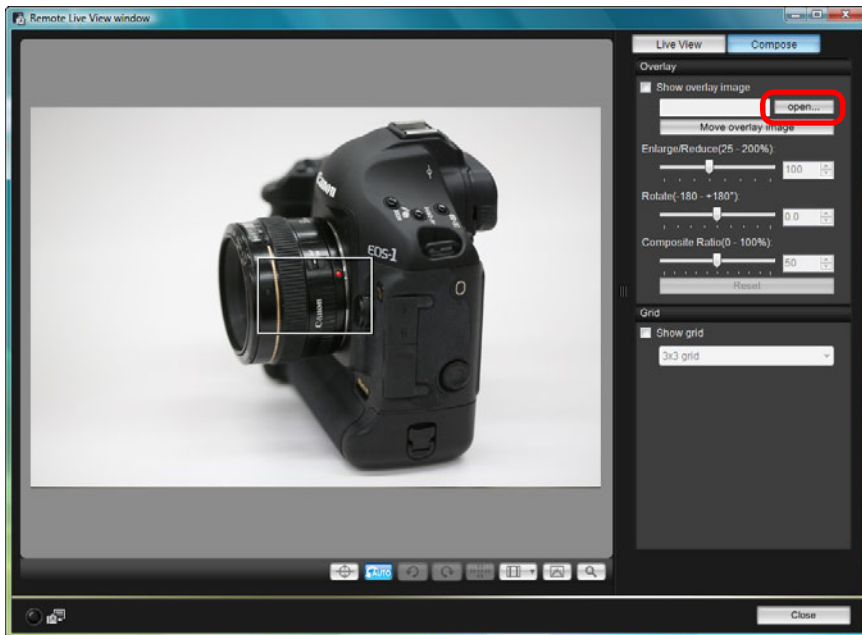 Remote Live View window
Live View
Compose
Overlay
Show overlay image
open...
Move overlay image
Enlarge/Reduce(25 - 200%):
100
Rotate(-180 - +180°):
0.0
Composite Ratio(0 - 100%):
50
Reset
Grid
Show grid
3x3 grid
Canon
EOS-1
Canon
AUTO
Close